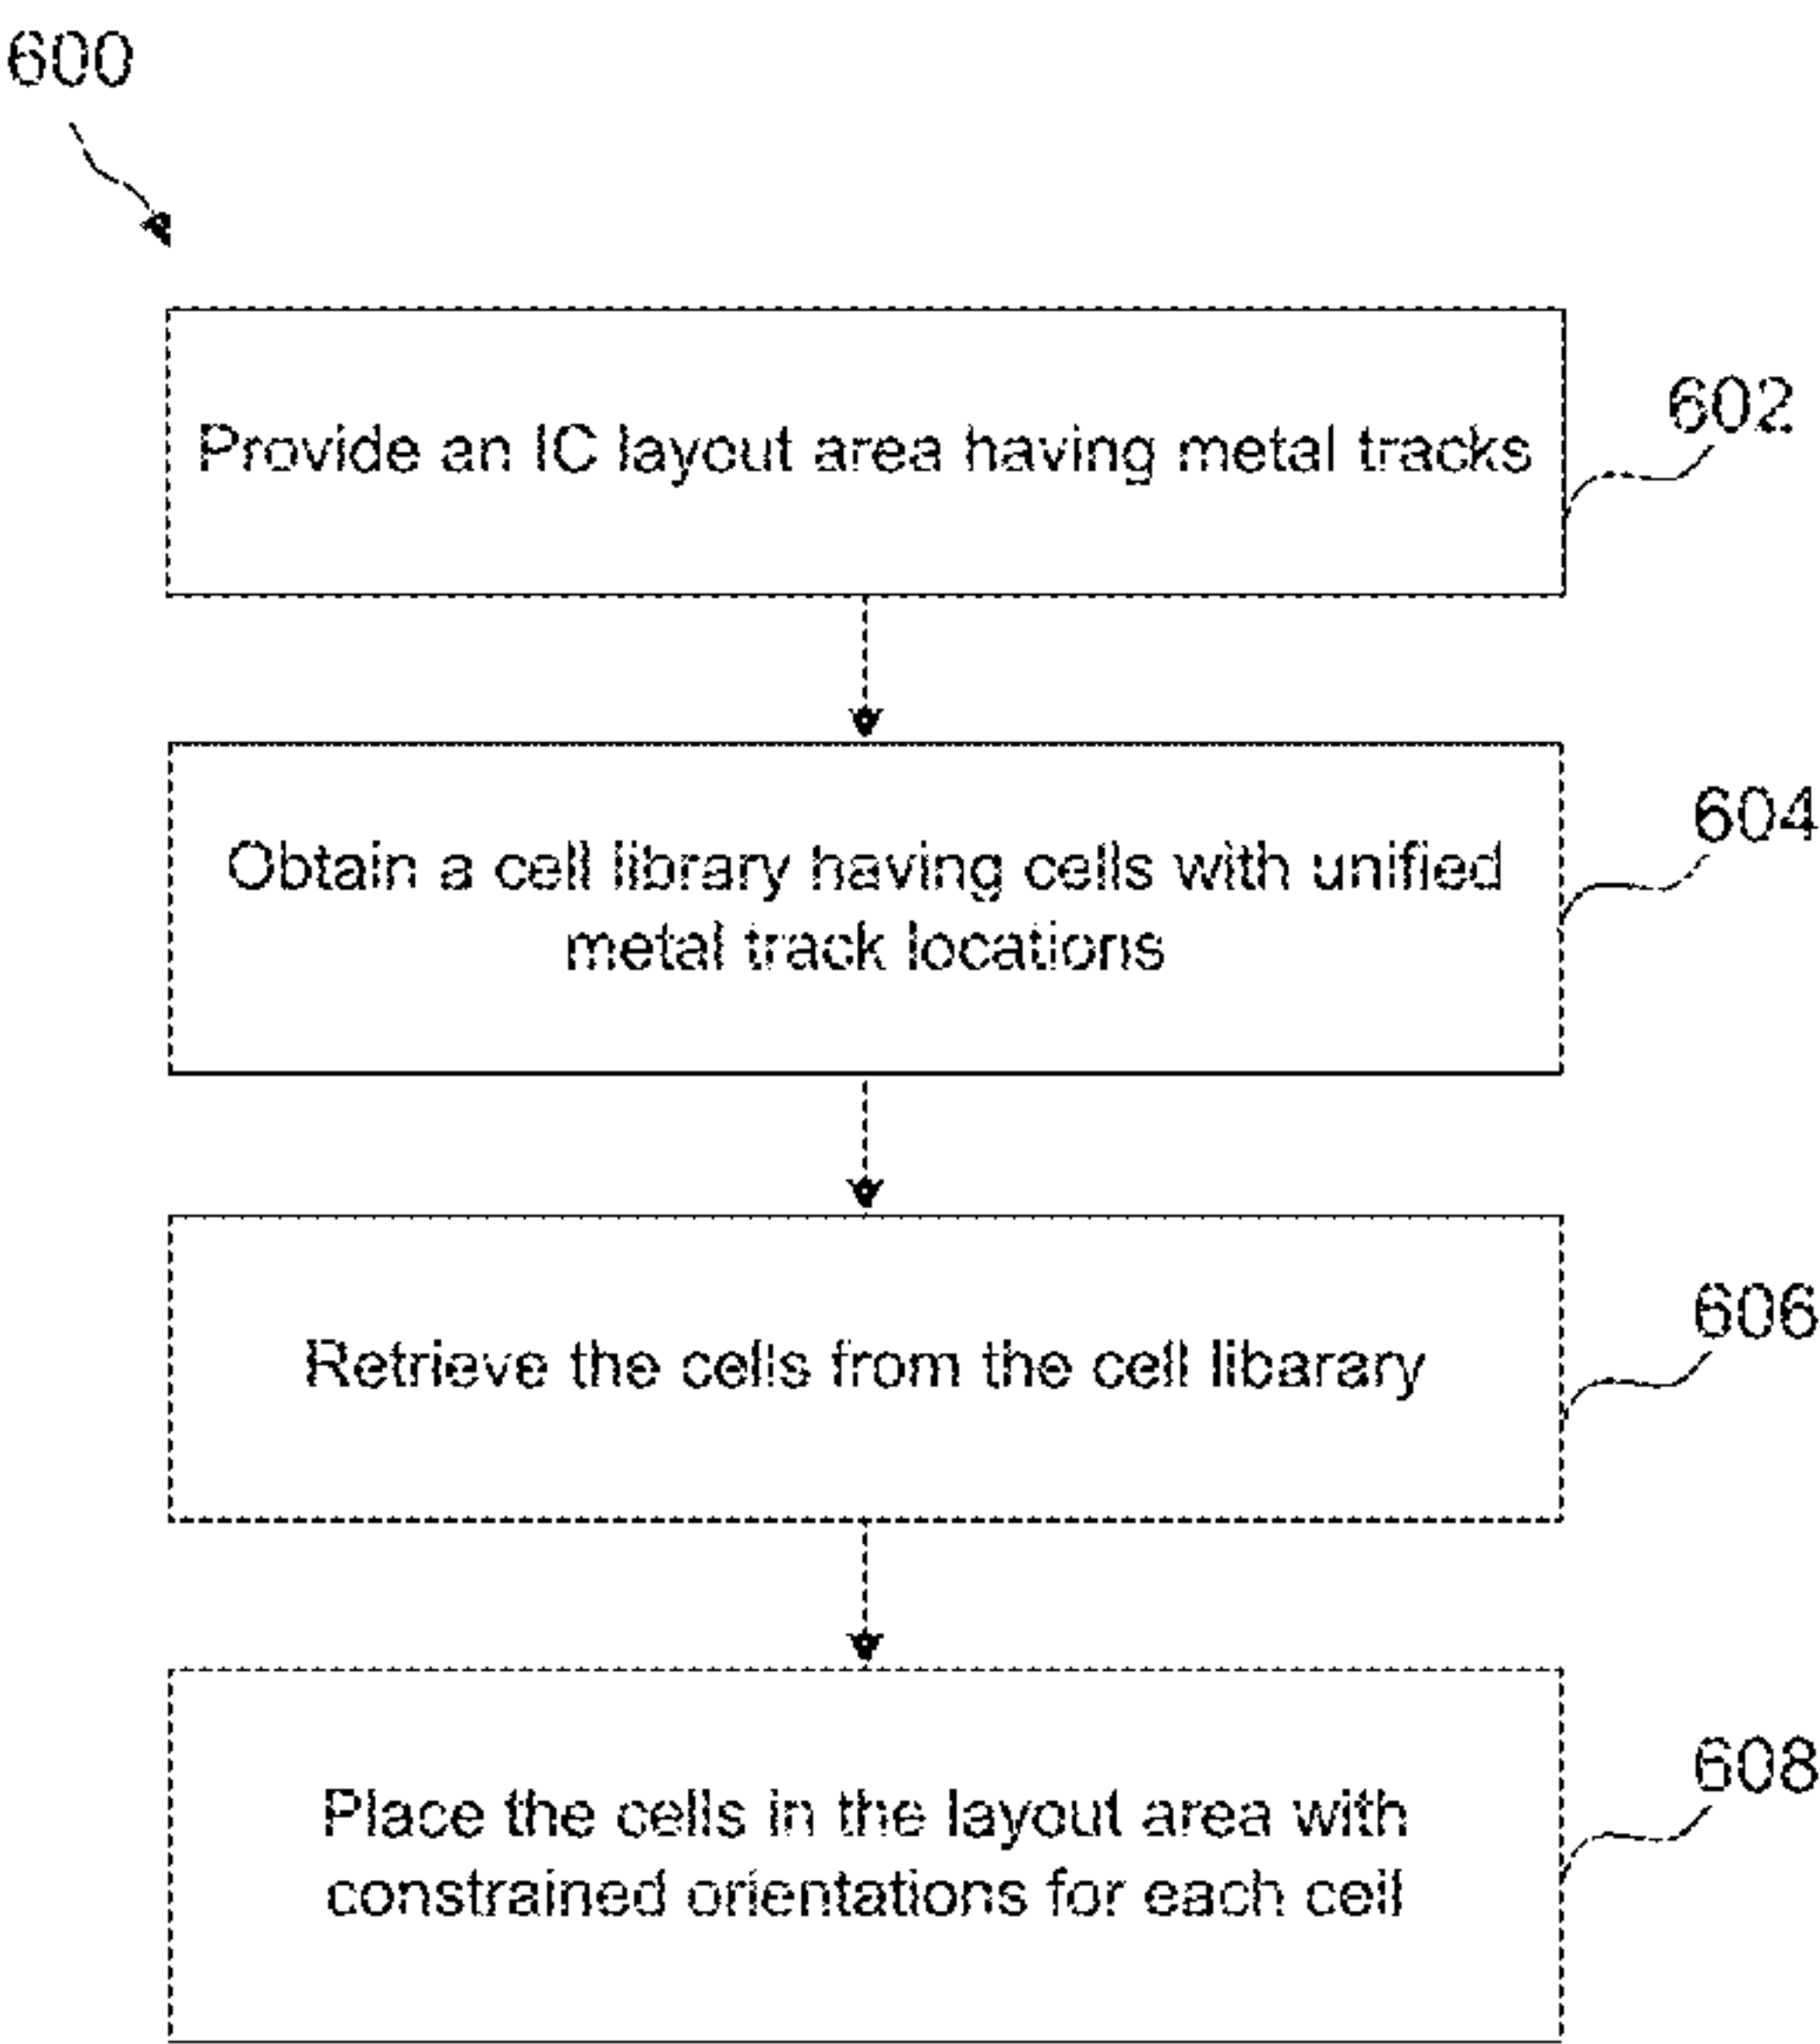 600
Provide an IC layout area having metal tracks
602
Obtain a cell library having cells with unified
metal track locations
604
Retrieve the cells from the cell libarary
606
Place the cells in the layout area with
constrained orientations for each cell
608